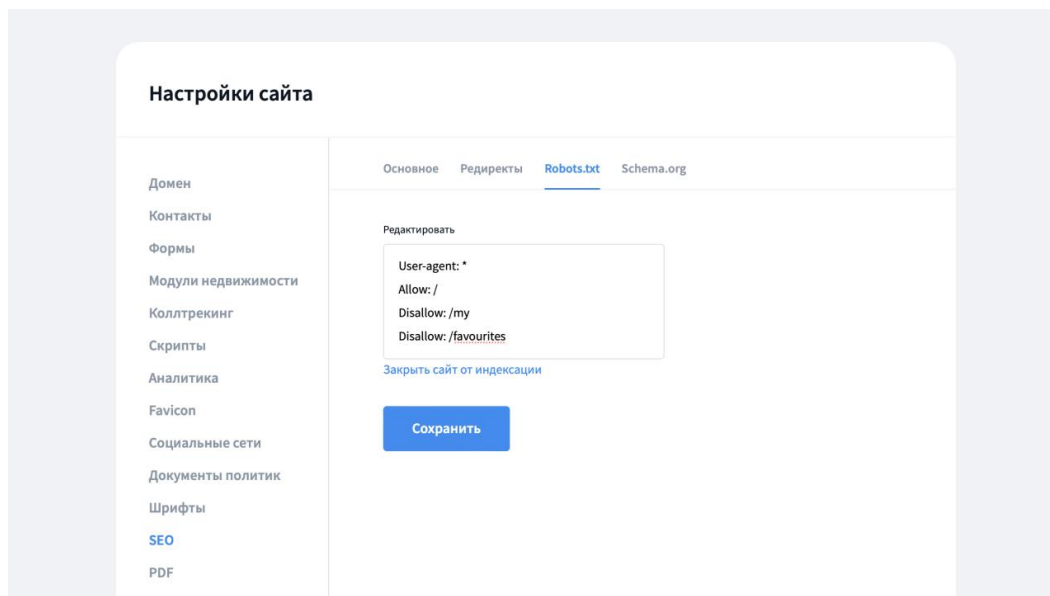 Настройки сайта
Домен
Контакты
Формы
Модули недвижимости
Коллтрекинг
Скрипты
Аналитика
Favicon
Социальные сети
Документы политик
Шрифты
SEO
PDF
Основное Редиректы Robots.txt Schema.org
Редактировать
User-agent: *
Allow: /
Disallow: /my
Disallow: /favourites
Закрыть сайт от индексации
Сохранить